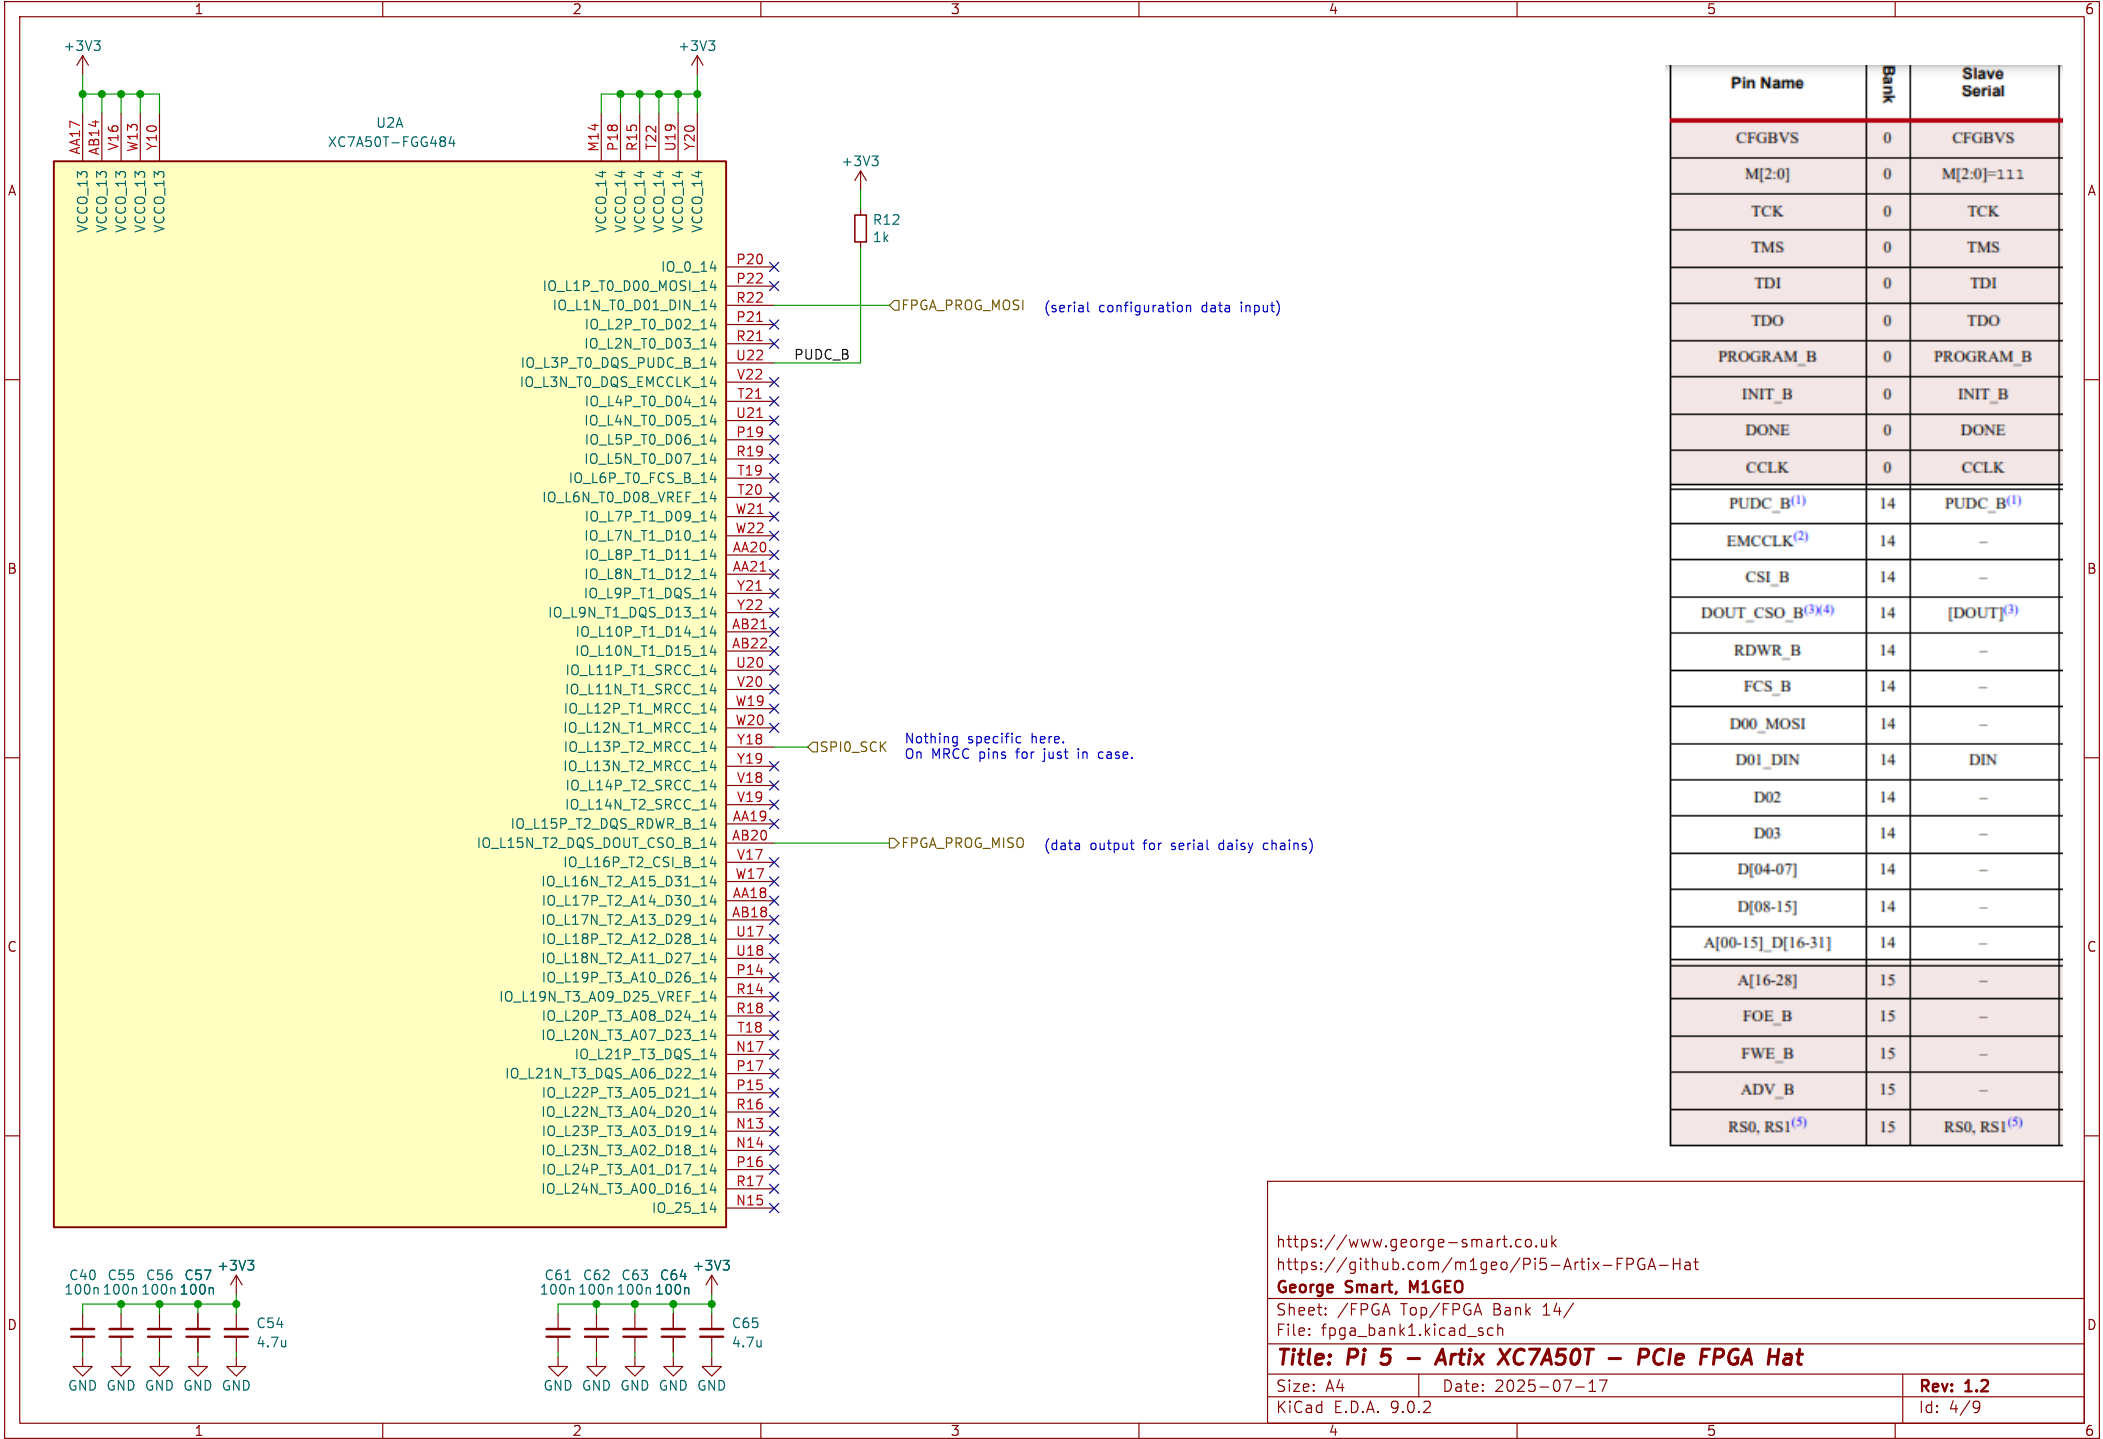 1 2 3 4 5 6
A
B
C
D
+3V3
+3V3
U2A
XC7A50T-FGG484
AA17
AB14
V16
W13
Y10
M14
P18
R15
T22
U19
Y20
VCCO_13
VCCO_13
VCCO_13
VCCO_13
VCCO_13
VCCO_14
VCCO_14
VCCO_14
VCCO_14
VCCO_14
VCCO_14
+3V3
R12
1k
IO_0_14 P20
IO_L1P_T0_D00_MOSI_14 P22
IO_L1N_T0_D01_DIN_14 R22 FPGA_PROG_MOSI (serial configuration data input)
IO_L2P_T0_D02_14 P21
IO_L2N_T0_D03_14 R21
IO_L3P_T0_DQS_PUDC_B_14 U22 PUDC_B
IO_L3N_T0_DQS_EMCCLK_14 V22
IO_L4P_T0_D04_14 T21
IO_L4N_T0_D05_14 U21
IO_L5P_T0_D06_14 P19
IO_L5N_T0_D07_14 R19
IO_L6P_T0_FCS_B_14 T19
IO_L6N_T0_D08_VREF_14 T20
IO_L7P_T1_D09_14 W21
IO_L7N_T1_D10_14 W22
IO_L8P_T1_D11_14 AA20
IO_L8N_T1_D12_14 AA21
IO_L9P_T1_DQS_14 Y21
IO_L9N_T1_DQS_D13_14 Y22
IO_L10P_T1_D14_14 AB21
IO_L10N_T1_D15_14 AB22
IO_L11P_T1_SRCC_14 U20
IO_L11N_T1_SRCC_14 V20
IO_L12P_T1_MRCC_14 W19
IO_L12N_T1_MRCC_14 W20
IO_L13P_T2_MRCC_14 Y18 SPI0_SCK
Nothing specific here.
On MRCC pins for just in case.
IO_L13N_T2_MRCC_14 Y19
IO_L14P_T2_SRCC_14 V18
IO_L14N_T2_SRCC_14 V19
IO_L15P_T2_DQS_RDWR_B_14 AA19
IO_L15N_T2_DQS_DOUT_CSO_B_14 AB20 FPGA_PROG_MISO (data output for serial daisy chains)
IO_L16P_T2_CSI_B_14 V17
IO_L16N_T2_A15_D31_14 W17
IO_L17P_T2_A14_D30_14 AA18
IO_L17N_T2_A13_D29_14 AB18
IO_L18P_T2_A12_D28_14 U17
IO_L18N_T2_A11_D27_14 U18
IO_L19P_T3_A10_D26_14 P14
IO_L19N_T3_A09_D25_VREF_14 R14
IO_L20P_T3_A08_D24_14 R18
IO_L20N_T3_A07_D23_14 T18
IO_L21P_T3_DQS_14 N17
IO_L21N_T3_DQS_A06_D22_14 P17
IO_L22P_T3_A05_D21_14 P15
IO_L22N_T3_A04_D20_14 R16
IO_L23P_T3_A03_D19_14 N13
IO_L23N_T3_A02_D18_14 N14
IO_L24P_T3_A01_D17_14 P16
IO_L24N_T3_A00_D16_14 R17
IO_25_14 N15
C40 C55 C56 C57 +3V3
100n 100n 100n 100n
C54
4.7u
GND GND GND GND GND
C61 C62 C63 C64 +3V3
100n 100n 100n 100n
C65
4.7u
GND GND GND GND GND
Pin Name Bank Slave Serial
CFGBVS 0 CFGBVS
M[2:0] 0 M[2:0]=111
TCK 0 TCK
TMS 0 TMS
TDI 0 TDI
TDO 0 TDO
PROGRAM_B 0 PROGRAM_B
INIT_B 0 INIT_B
DONE 0 DONE
CCLK 0 CCLK
PUDC_B(1) 14 PUDC_B(1)
EMCCLK(2) 14 –
CSI_B 14 –
DOUT_CSO_B(3)(4) 14 [DOUT](3)
RDWR_B 14 –
FCS_B 14 –
D00_MOSI 14 –
D01_DIN 14 DIN
D02 14 –
D03 14 –
D[04-07] 14 –
D[08-15] 14 –
A[00-15]_D[16-31] 14 –
A[16-28] 15 –
FOE_B 15 –
FWE_B 15 –
ADV_B 15 –
RS0, RS1(5) 15 RS0, RS1(5)
https://www.george-smart.co.uk
https://github.com/m1geo/Pi5-Artix-FPGA-Hat
George Smart, M1GEO
Sheet: /FPGA Top/FPGA Bank 14/
File: fpga_bank1.kicad_sch
Title: Pi 5 - Artix XC7A50T - PCIe FPGA Hat
Size: A4 Date: 2025-07-17 Rev: 1.2
KiCad E.D.A. 9.0.2 Id: 4/9
A
B
C
D
1 2 3 4 5 6